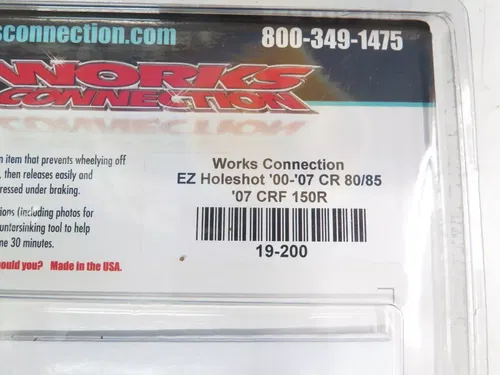 sconnection.com 800-349-1475
WORKS
CONNECTION
n item that prevents wheelying off
, then releases easily and
ressed under braking.
ions (including photos for
untersinking tool to help
ne 30 minutes.
ould you? Made in the USA.
Works Connection
EZ Holeshot '00-'07 CR 80/85
'07 CRF 150R
19-200